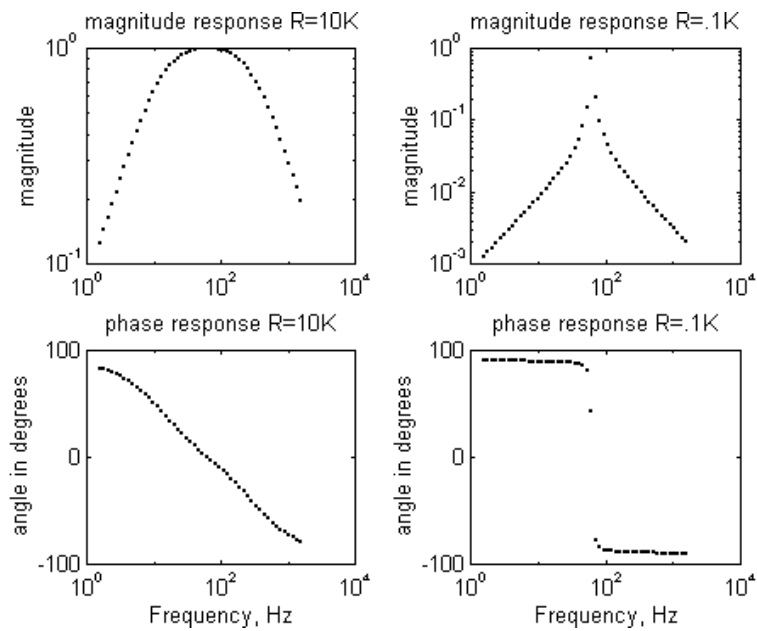 magnitude response R=10K
magnitude
10^0
10^-1
10^0
10^2
10^4
magnitude response R=.1K
magnitude
10^0
10^-1
10^-2
10^-3
10^0
10^2
10^4
phase response R=10K
angle in degrees
100
0
-100
10^0
10^2
10^4
Frequency, Hz
phase response R=.1K
angle in degrees
100
0
-100
10^0
10^2
10^4
Frequency, Hz